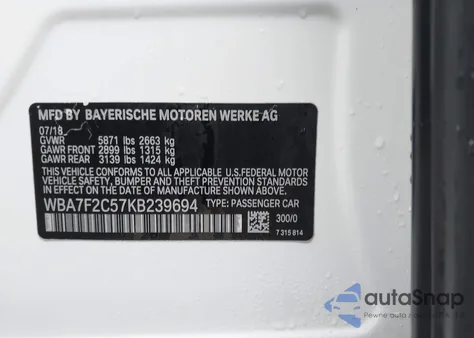 MFD BY BAYERISCHE MOTOREN WERKE AG
07/18
GVWR 5871 lbs 2663 kg
GAWR FRONT 2899 lbs 1315 kg
GAWR REAR 3139 lbs 1424 kg
THIS VEHICLE CONFORMS TO ALL APPLICABLE U.S.FEDERAL MOTOR
VEHICLE SAFETY, BUMPER AND THEFT PREVENTION STANDARDS IN
EFFECT ON THE DATE OF MANUFACTURE SHOWN ABOVE.
WBA7F2C57KB239694 TYPE: PASSENGER CAR
300/0
7 315 814
autoSnap
Pewne auto z U.S.A.